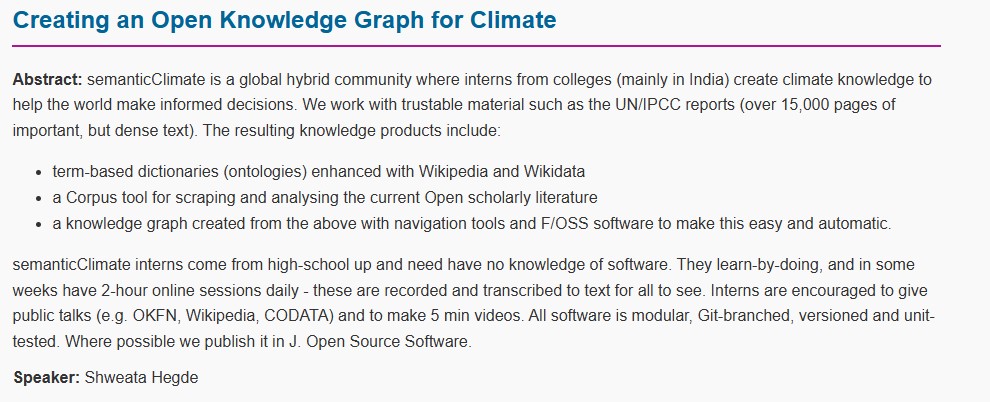 Creating an Open Knowledge Graph for Climate
Abstract: semanticClimate is a global hybrid community where interns from colleges (mainly in India) create climate knowledge to
help the world make informed decisions. We work with trustable material such as the UN/IPCC reports (over 15,000 pages of
important, but dense text). The resulting knowledge products include:
• term-based dictionaries (ontologies) enhanced with Wikipedia and Wikidata
• a Corpus tool for scraping and analysing the current Open scholarly literature
• a knowledge graph created from the above with navigation tools and F/OSS software to make this easy and automatic.
semanticClimate interns come from high-school up and need have no knowledge of software. They learn-by-doing, and in some
weeks have 2-hour online sessions daily - these are recorded and transcribed to text for all to see. Interns are encouraged to give
public talks (e.g. OKFN, Wikipedia, CODATA) and to make 5 min videos. All software is modular, Git-branched, versioned and unit-
tested. Where possible we publish it in J. Open Source Software.
Speaker: Shweata Hegde